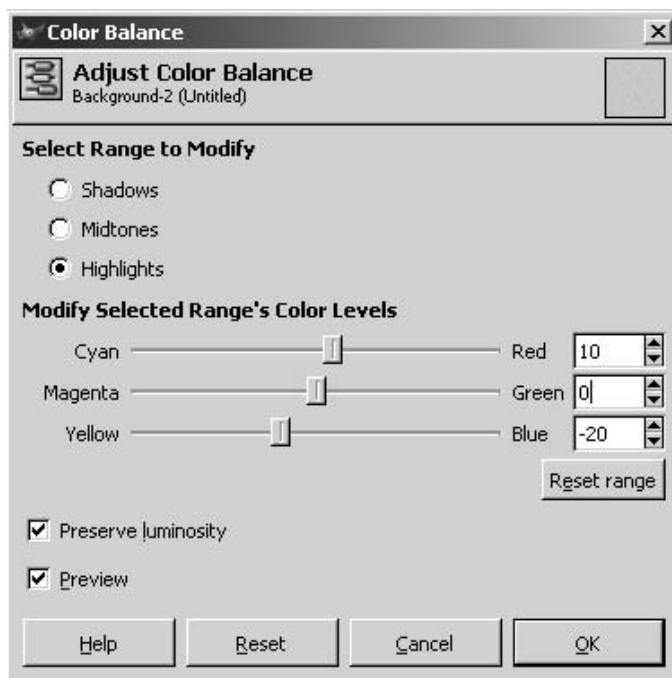 Color Balance
Adjust Color Balance
Background-2 (Untitled)
Select Range to Modify
Shadows
Midtones
Highlights
Modify Selected Range's Color Levels
Cyan Red 10
Magenta Green 0
Yellow Blue -20
Reset range
Preserve luminosity
Preview
Help Reset Cancel OK